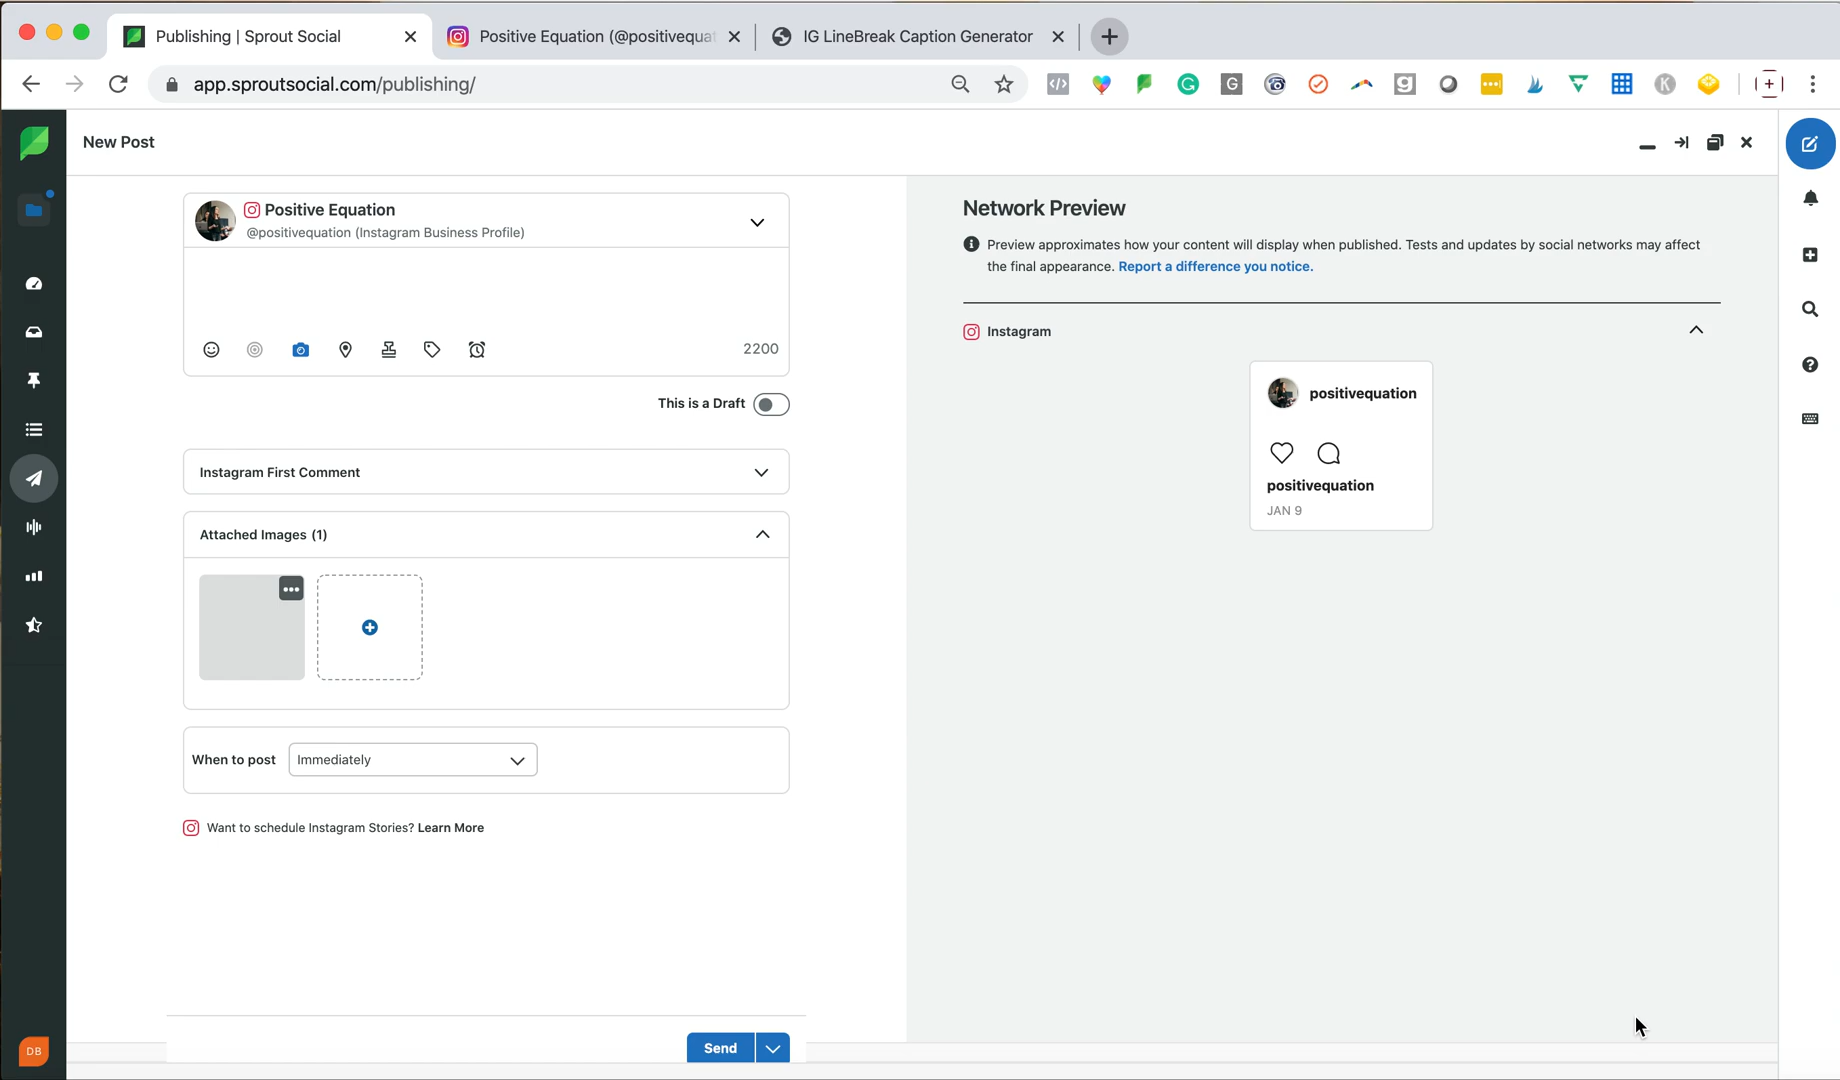 Publishing | Sprout Social
Positive Equation (@positivequat
IG LineBreak Caption Generator
app.sproutsocial.com/publishing/
New Post
Positive Equation
@positivequation (Instagram Business Profile)
2200
This is a Draft
Instagram First Comment
Attached Images (1)
When to post
Immediately
Want to schedule Instagram Stories? Learn More
Send
DB
Network Preview
Preview approximates how your content will display when published. Tests and updates by social networks may affect
the final appearance. Report a difference you notice.
Instagram
positivequation
positivequation
JAN 9